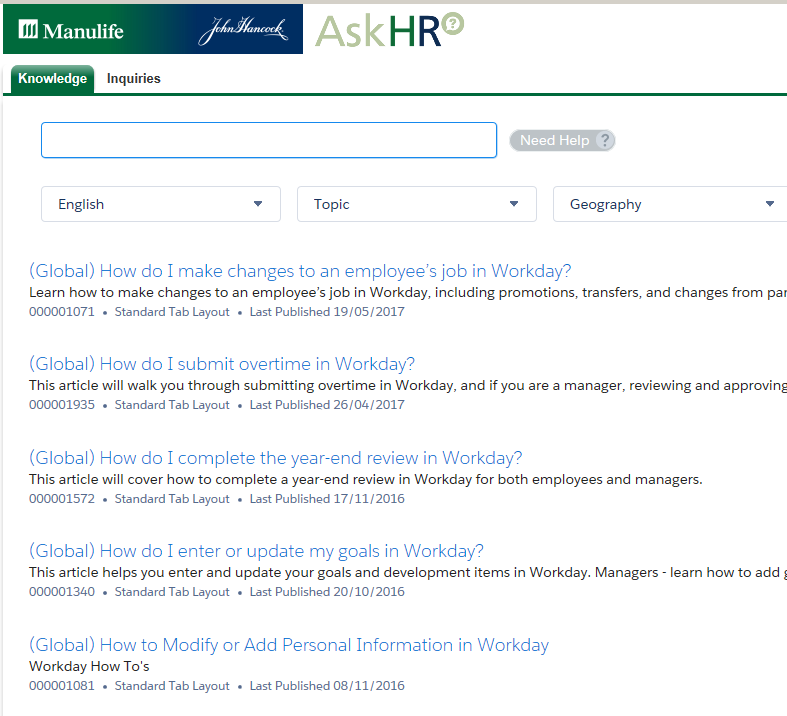 Manulife John Hancock AskHR?
Knowledge Inquiries
Need Help ?
English Topic Geography
(Global) How do I make changes to an employee’s job in Workday?
Learn how to make changes to an employee’s job in Workday, including promotions, transfers, and changes from par
000001071 • Standard Tab Layout • Last Published 19/05/2017
(Global) How do I submit overtime in Workday?
This article will walk you through submitting overtime in Workday, and if you are a manager, reviewing and approving
000001935 • Standard Tab Layout • Last Published 26/04/2017
(Global) How do I complete the year-end review in Workday?
This article will cover how to complete a year-end review in Workday for both employees and managers.
000001572 • Standard Tab Layout • Last Published 17/11/2016
(Global) How do I enter or update my goals in Workday?
This article helps you enter and update your goals and development items in Workday. Managers - learn how to add g
000001340 • Standard Tab Layout • Last Published 20/10/2016
(Global) How to Modify or Add Personal Information in Workday
Workday How To's
000001081 • Standard Tab Layout • Last Published 08/11/2016